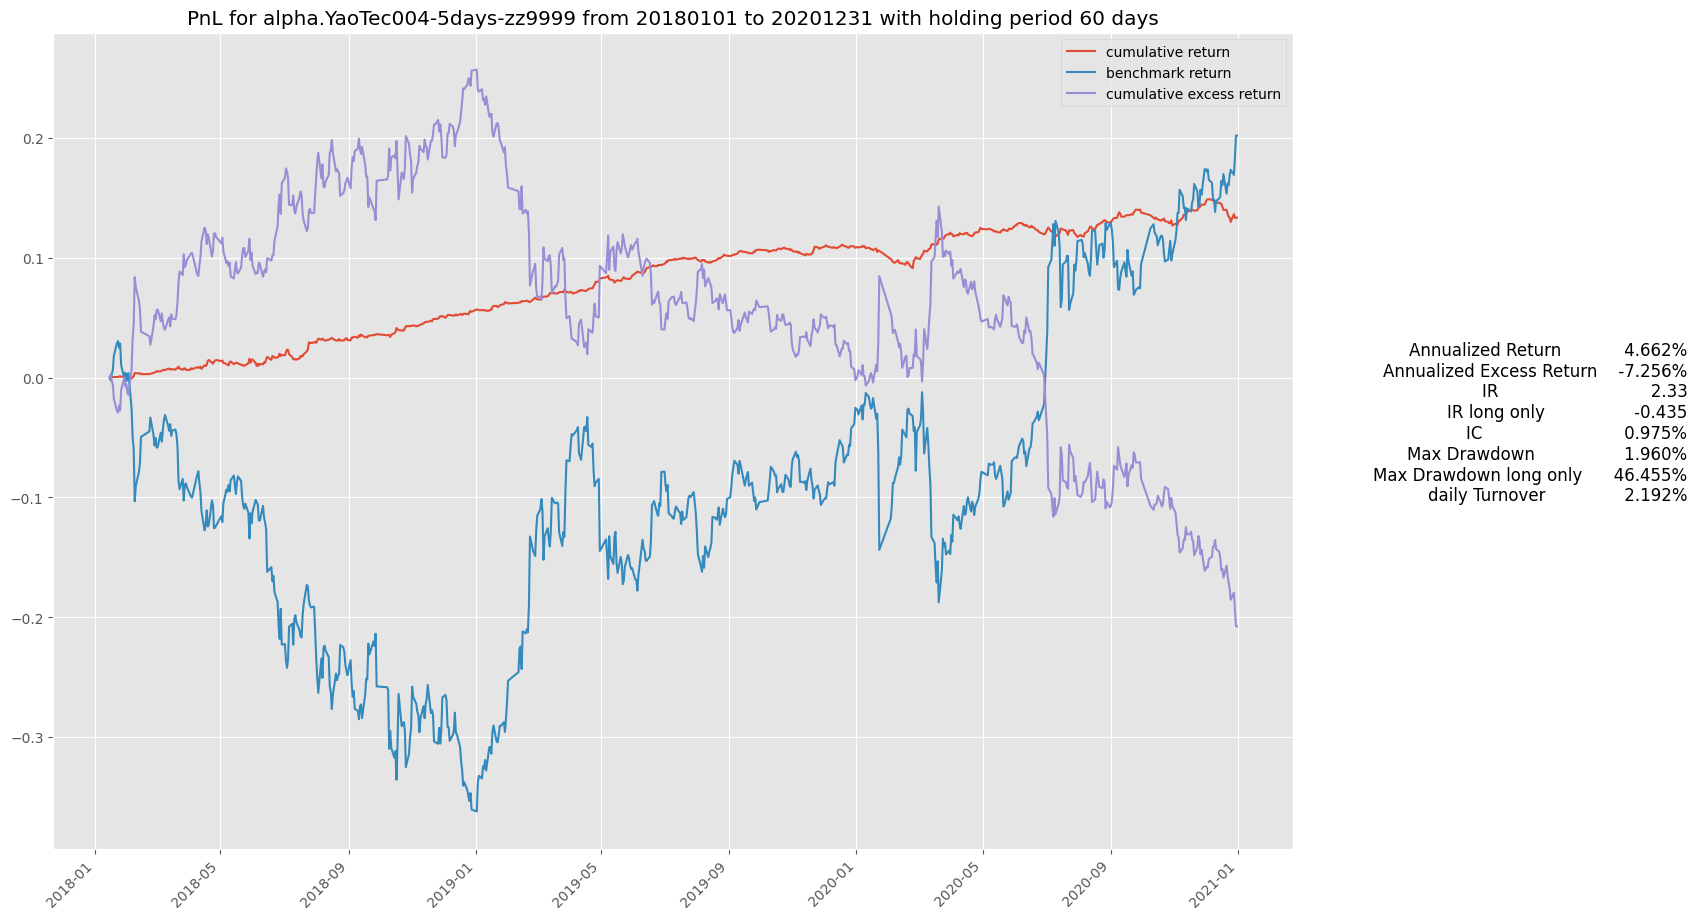 PnL for alpha.YaoTec004-5days-zz9999 from 20180101 to 20201231 with holding period 60 days
cumulative return
benchmark return
cumulative excess return
0.2
0.1
0.0
−0.1
−0.2
−0.3
2018-01
2018-05
2018-09
2019-01
2019-05
2019-09
2020-01
2020-05
2020-09
2021-01
Annualized Return 4.662%
Annualized Excess Return -7.256%
IR 2.33
IR long only -0.435
IC 0.975%
Max Drawdown 1.960%
Max Drawdown long only 46.455%
daily Turnover 2.192%